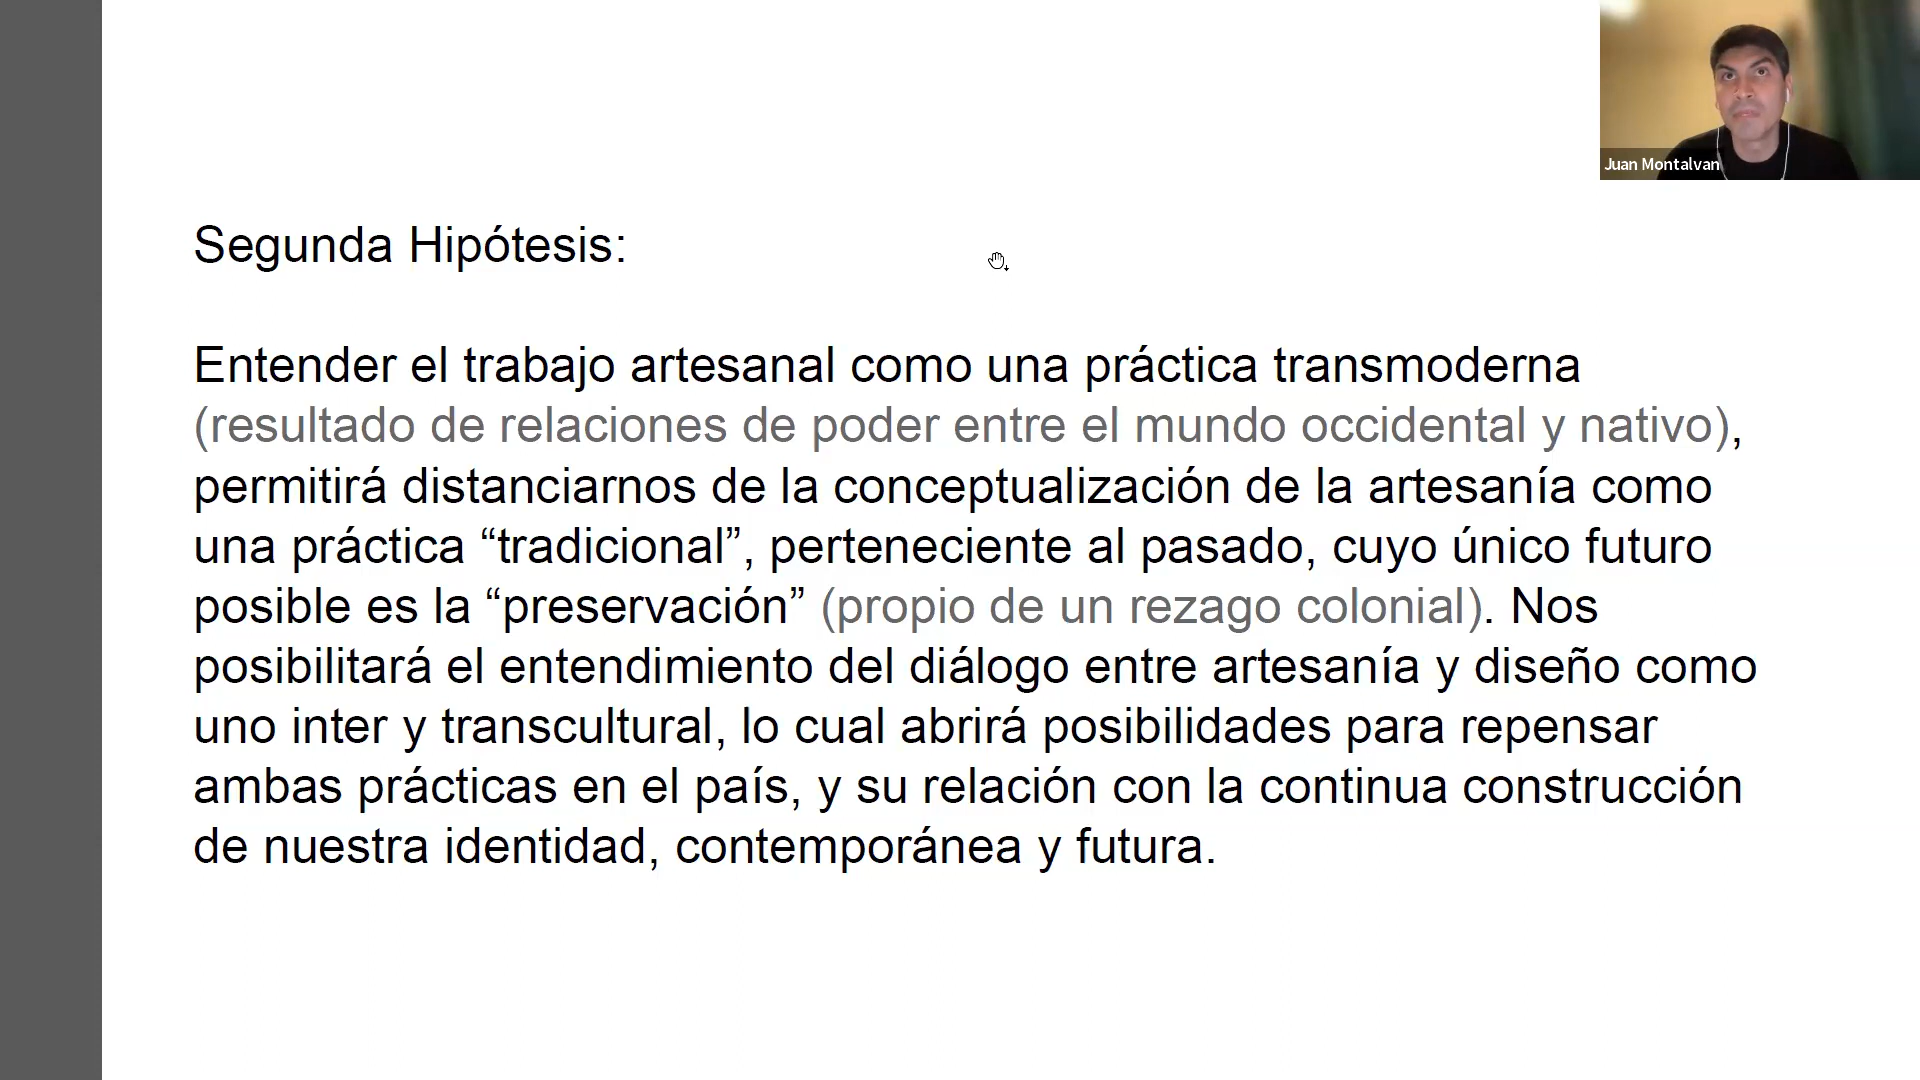 Juan Montalvan
Segunda Hipótesis:
Entender el trabajo artesanal como una práctica transmoderna
(resultado de relaciones de poder entre el mundo occidental y nativo),
permitirá distanciarnos de la conceptualización de la artesanía como
una práctica “tradicional”, perteneciente al pasado, cuyo único futuro
posible es la “preservación” (propio de un rezago colonial). Nos
posibilitará el entendimiento del diálogo entre artesanía y diseño como
uno inter y transcultural, lo cual abrirá posibilidades para repensar
ambas prácticas en el país, y su relación con la continua construcción
de nuestra identidad, contemporánea y futura.